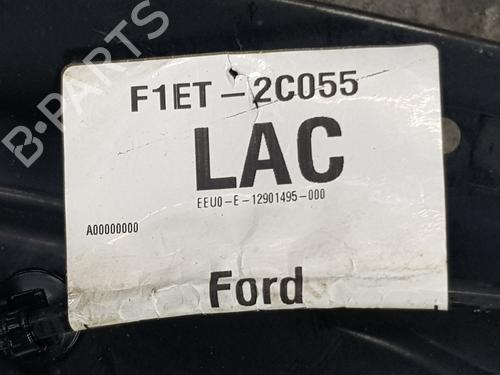 B-PARTS
F1ET-2C055
LAC
EEU0-E-12901495-000
A00000000
Ford